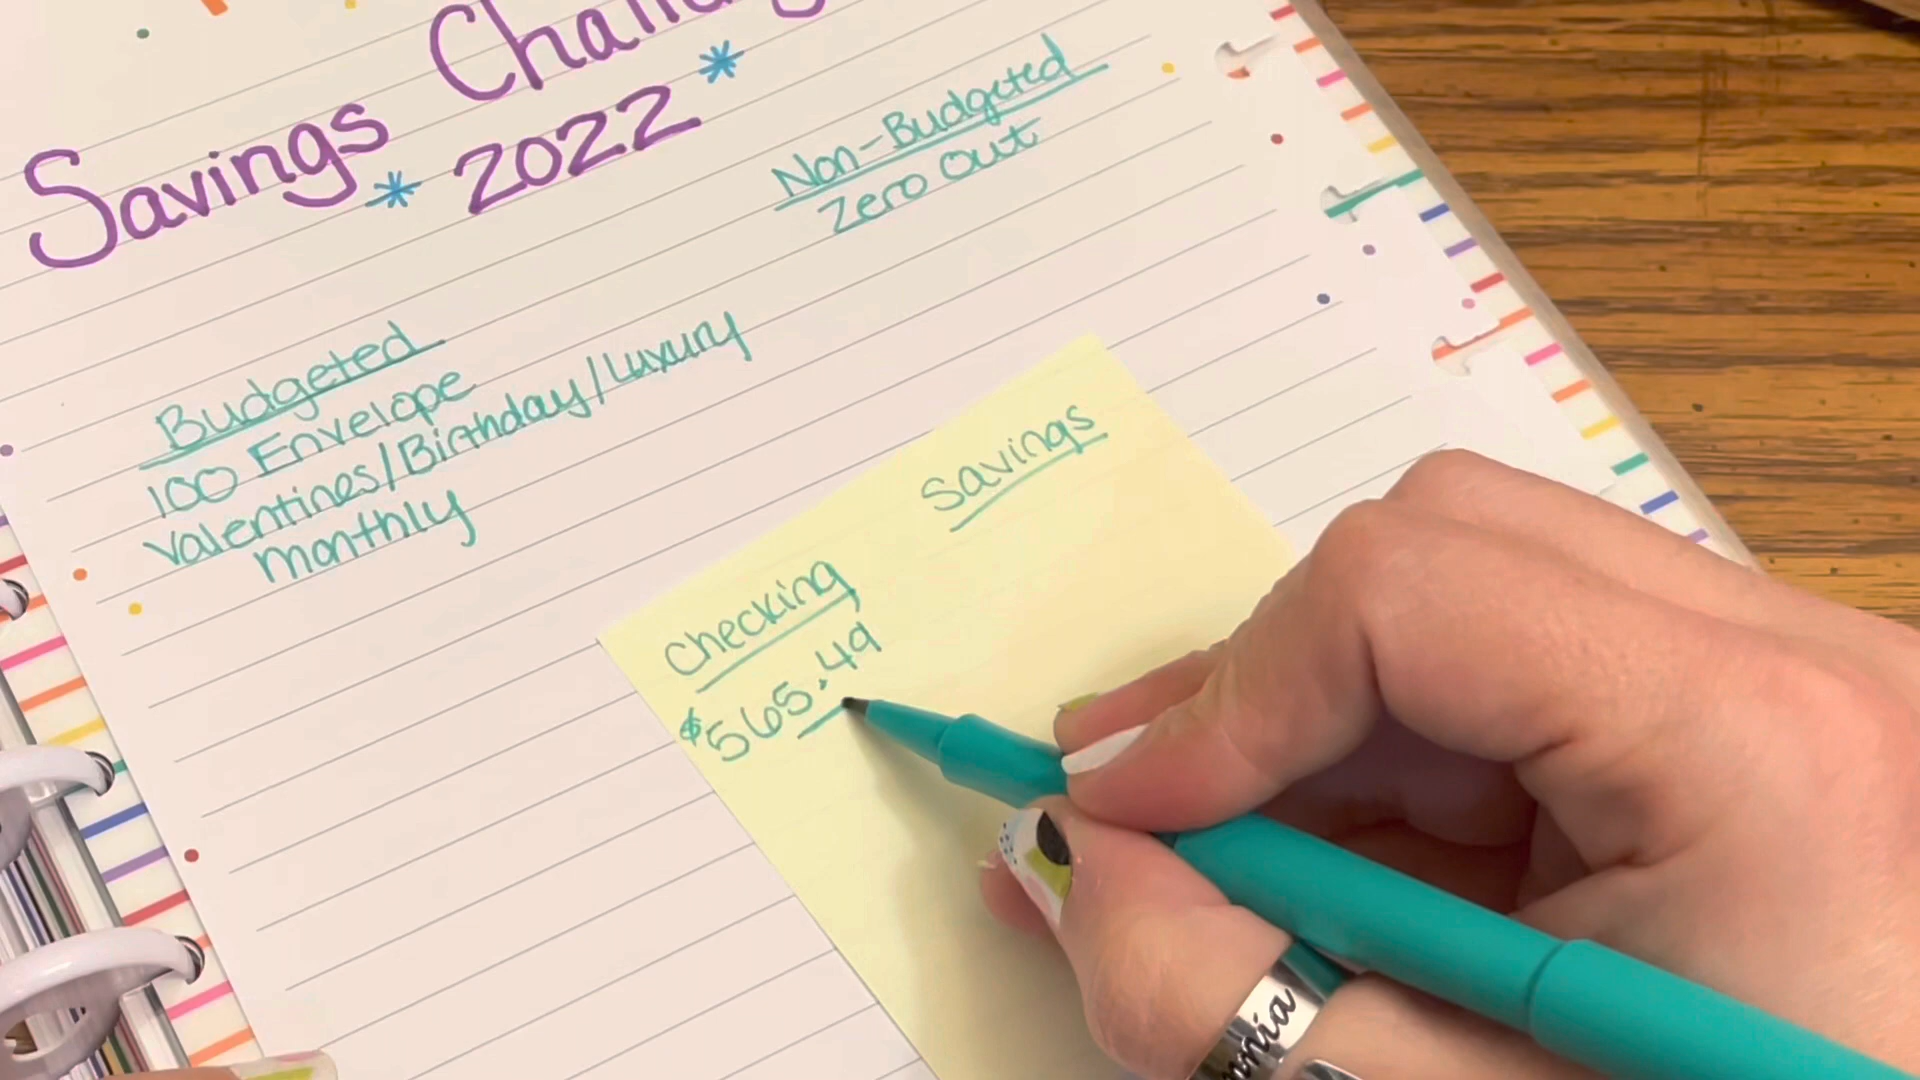 Savings
* 2022 *
Non-Budgeted
Zero Out
Budgeted
100 Envelope
Valentines/Birthday/Luxury
Monthly
Savings
Checking
$565.49